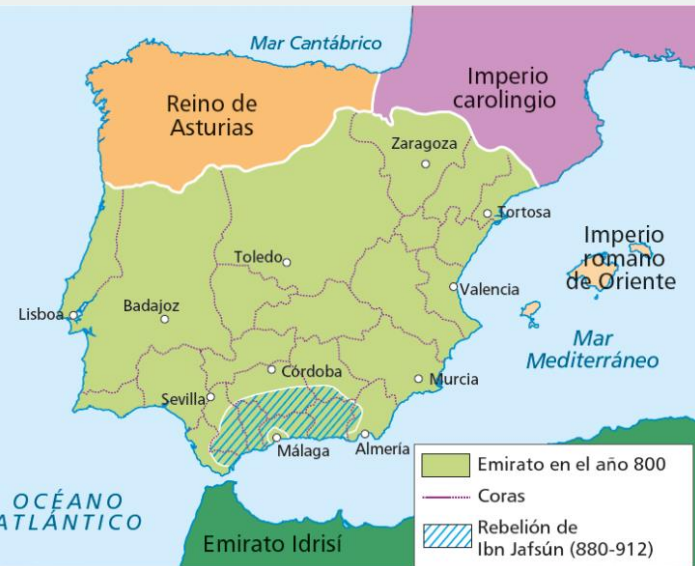 Mar Cantábrico
Reino de
Asturias
Imperio
carolingio
Zaragoza
Tortosa
Imperio
romano
de Oriente
Toledo
Valencia
Lisboa
Badajoz
Mar
Mediterráneo
Córdoba
Murcia
Sevilla
Málaga
Almería
OCÉANO
ATLÁNTICO
Emirato Idrisí
Emirato en el año 800
Coras
Rebelión de
Ibn Jafsún (880-912)